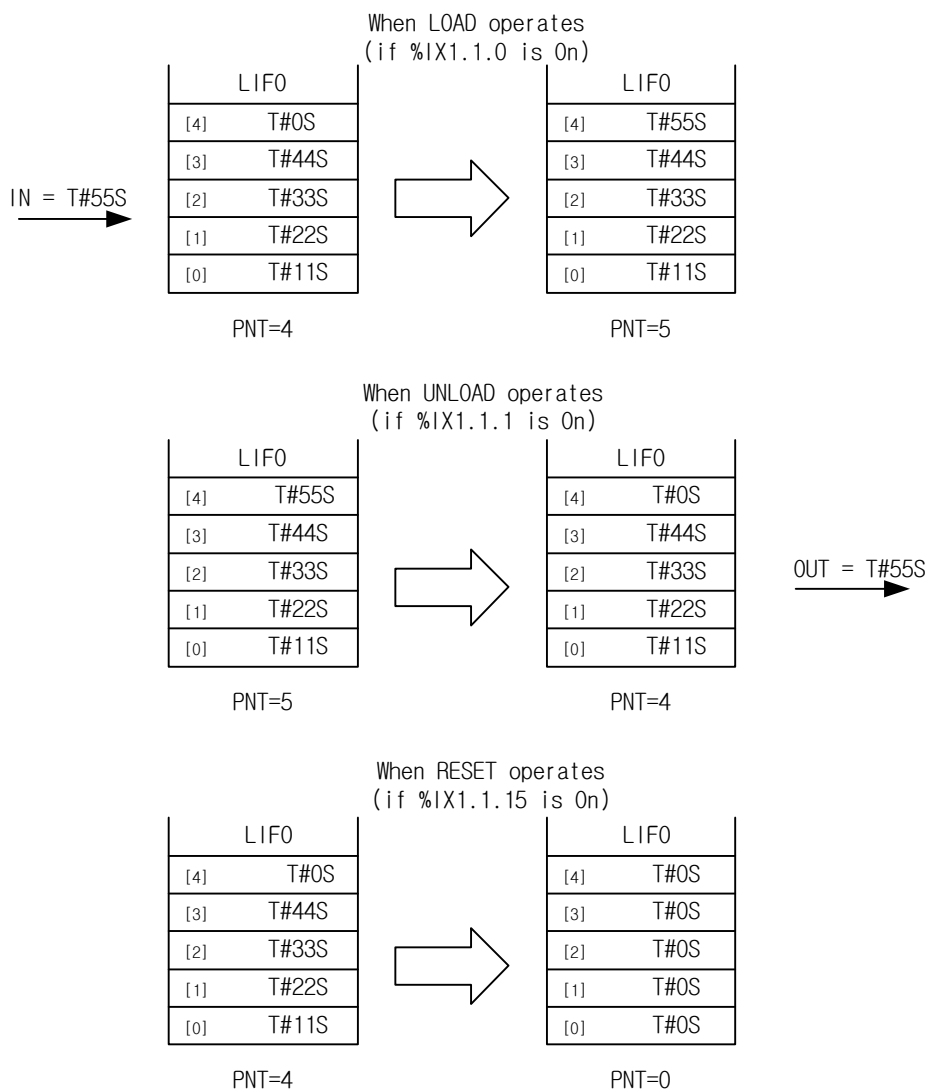 When LOAD operates
(if %IX1.1.0 is On)
LIFO LIFO
[4] T#0S [4] T#55S
[3] T#44S [3] T#44S
IN = T#55S [2] T#33S [2] T#33S
[1] T#22S [1] T#22S
[0] T#11S [0] T#11S
PNT=4 PNT=5
When UNLOAD operates
(if %IX1.1.1 is On)
LIFO LIFO
[4] T#55S [4] T#0S
[3] T#44S [3] T#44S
[2] T#33S [2] T#33S OUT = T#55S
[1] T#22S [1] T#22S
[0] T#11S [0] T#11S
PNT=5 PNT=4
When RESET operates
(if %IX1.1.15 is On)
LIFO LIFO
[4] T#0S [4] T#0S
[3] T#44S [3] T#0S
[2] T#33S [2] T#0S
[1] T#22S [1] T#0S
[0] T#11S [0] T#0S
PNT=4 PNT=0